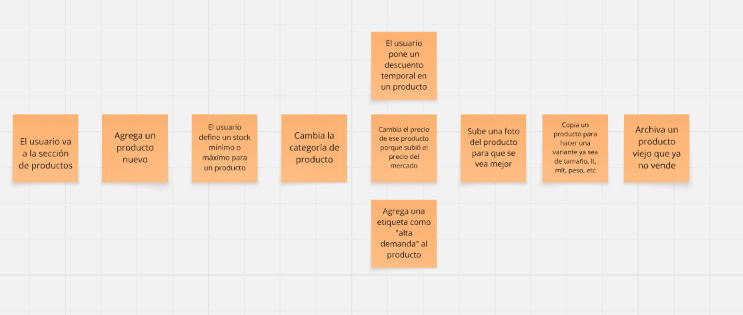 El usuario
pone un
descuento
temporal en
un producto
El usuario va
a la sección
de productos
Agrega un
producto
nuevo
El usuario
define un stock
mínimo o
máximo para
un producto
Cambia la
categoría de
producto
Cambia el precio
de ese producto
porque subió el
precio del
mercado
Sube una foto
del producto
para que se
vea mejor
Copia un
producto para
hacer una
variante ya sea
de tamaño, lt,
mlt, peso, etc
Archiva un
producto
viejo que ya
no vende
Agrega una
etiqueta como
"alta
demanda" al
producto